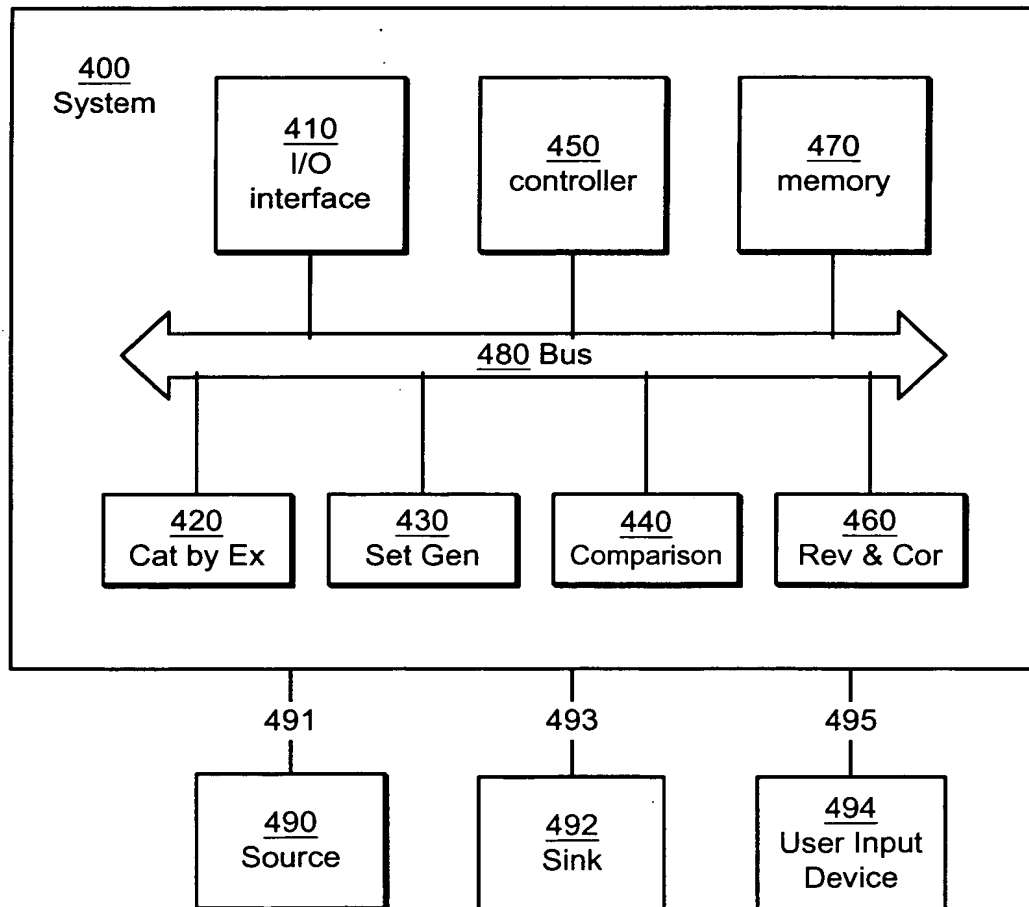 400
System
410
I/O
interface
450
controller
470
memory
480 Bus
420
Cat by Ex
430
Set Gen
440
Comparison
460
Rev & Cor
491
493
495
490
Source
492
Sink
494
User Input
Device